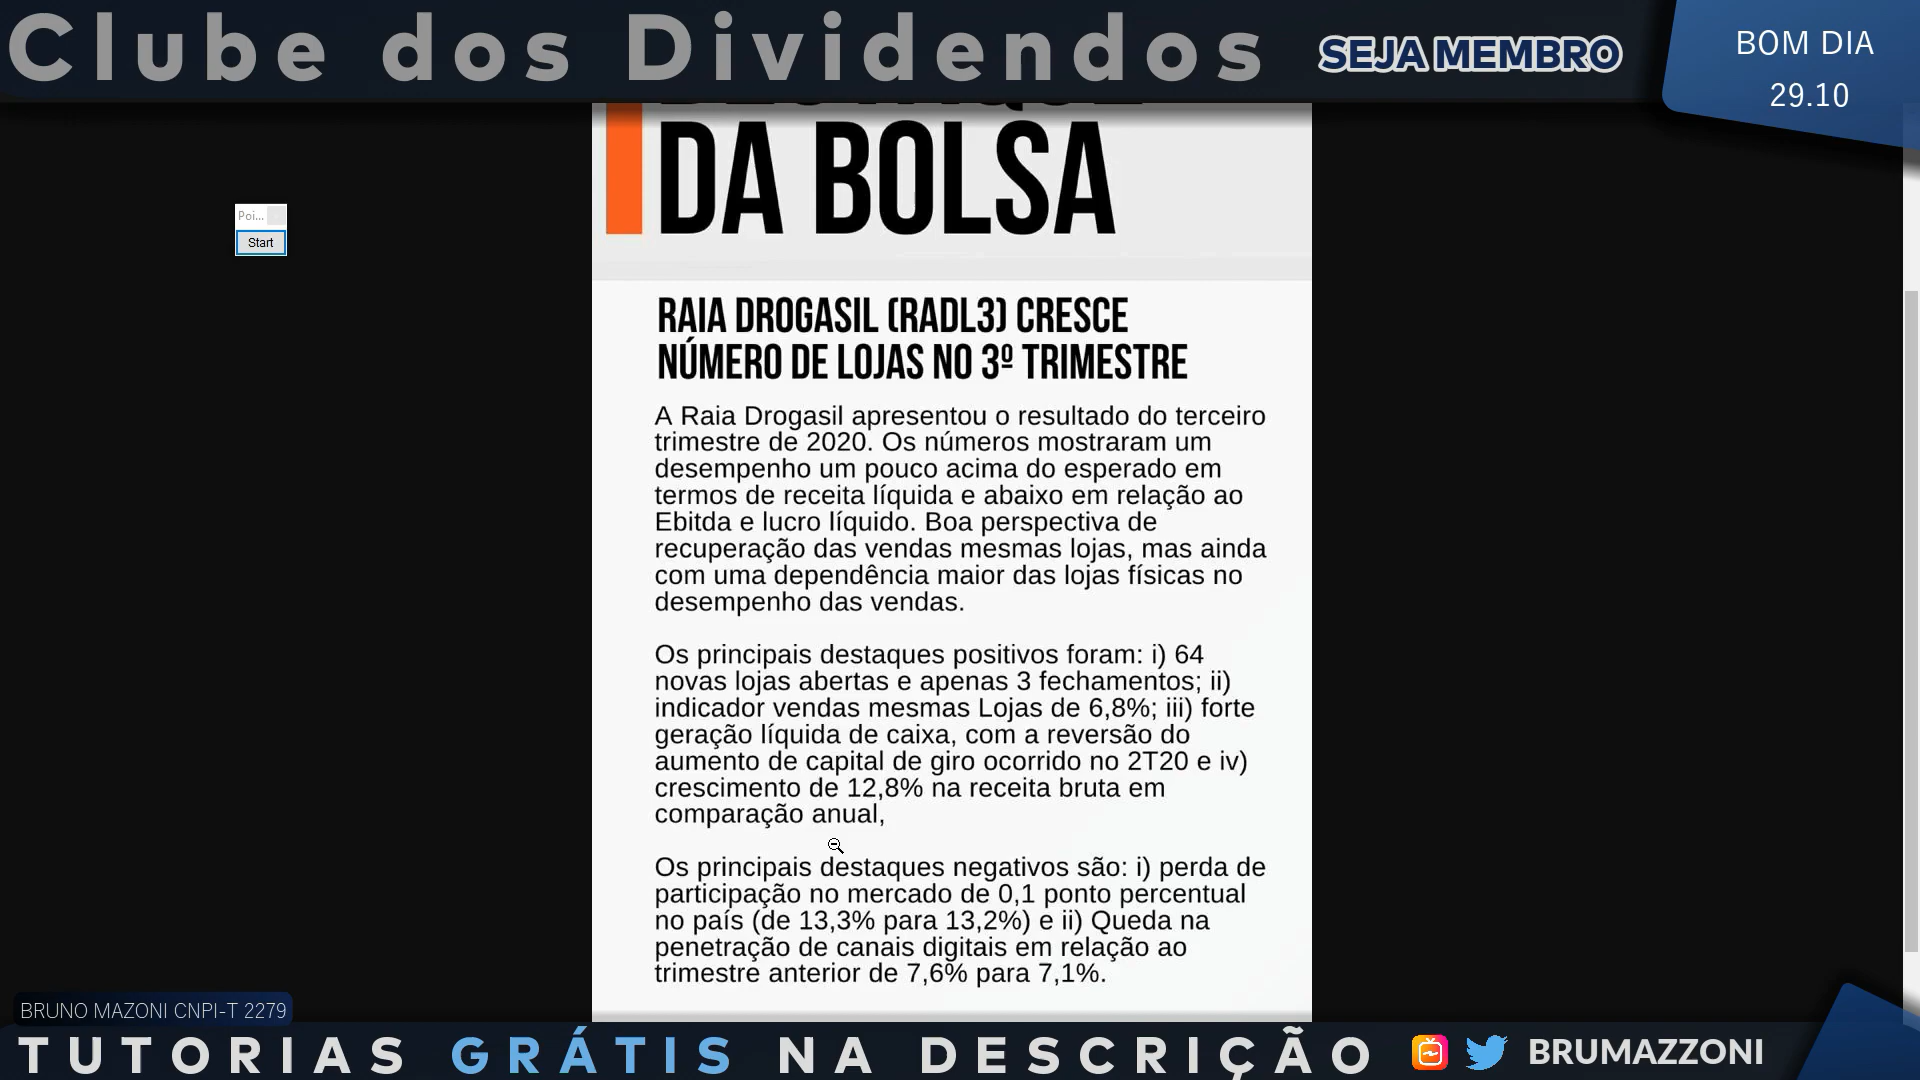 Clube dos Dividendos
SEJA MEMBRO
BOM DIA
29.10
Poi...
Start
DESTAQUE
DA BOLSA
RAIA DROGASIL (RADL3) CRESCE
NÚMERO DE LOJAS NO 3º TRIMESTRE
A Raia Drogasil apresentou o resultado do terceiro
trimestre de 2020. Os números mostraram um
desempenho um pouco acima do esperado em
termos de receita líquida e abaixo em relação ao
Ebitda e lucro líquido. Boa perspectiva de
recuperação das vendas mesmas lojas, mas ainda
com uma dependência maior das lojas físicas no
desempenho das vendas.
Os principais destaques positivos foram: i) 64
novas lojas abertas e apenas 3 fechamentos; ii)
indicador vendas mesmas Lojas de 6,8%; iii) forte
geração líquida de caixa, com a reversão do
aumento de capital de giro ocorrido no 2T20 e iv)
crescimento de 12,8% na receita bruta em
comparação anual,
Os principais destaques negativos são: i) perda de
participação no mercado de 0,1 ponto percentual
no país (de 13,3% para 13,2%) e ii) Queda na
penetração de canais digitais em relação ao
trimestre anterior de 7,6% para 7,1%.
BRUNO MAZONI CNPI-T 2279
TUTORIAS GRÁTIS NA DESCRIÇÃO
BRUMAZZONI